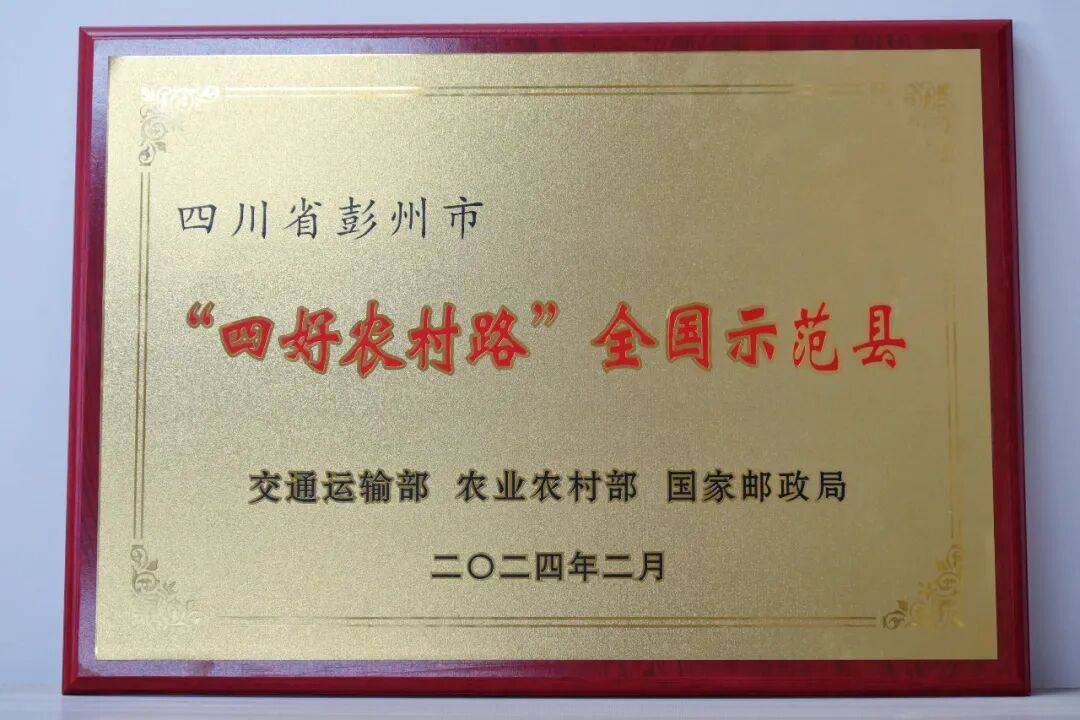 四川省彭州市
“四好农村路”全国示范县
交通运输部 农业农村部 国家邮政局
二〇二四年二月